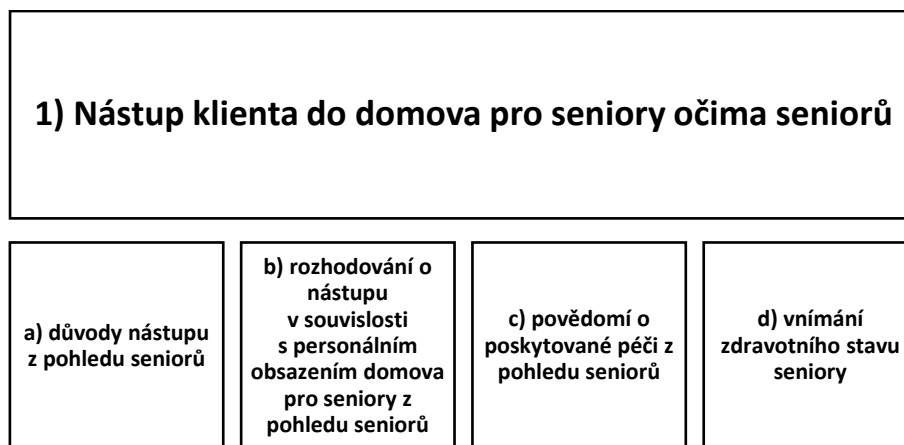 1) Nástup klienta do domova pro seniory očima seniorů
a) důvody nástupu
z pohledu seniorů
b) rozhodování o
nástupu
v souvislosti
s personálním
obsazením domova
pro seniory z
pohledu seniorů
c) povědomí o
poskytované péči z
pohledu seniorů
d) vnímání
zdravotního stavu
seniory